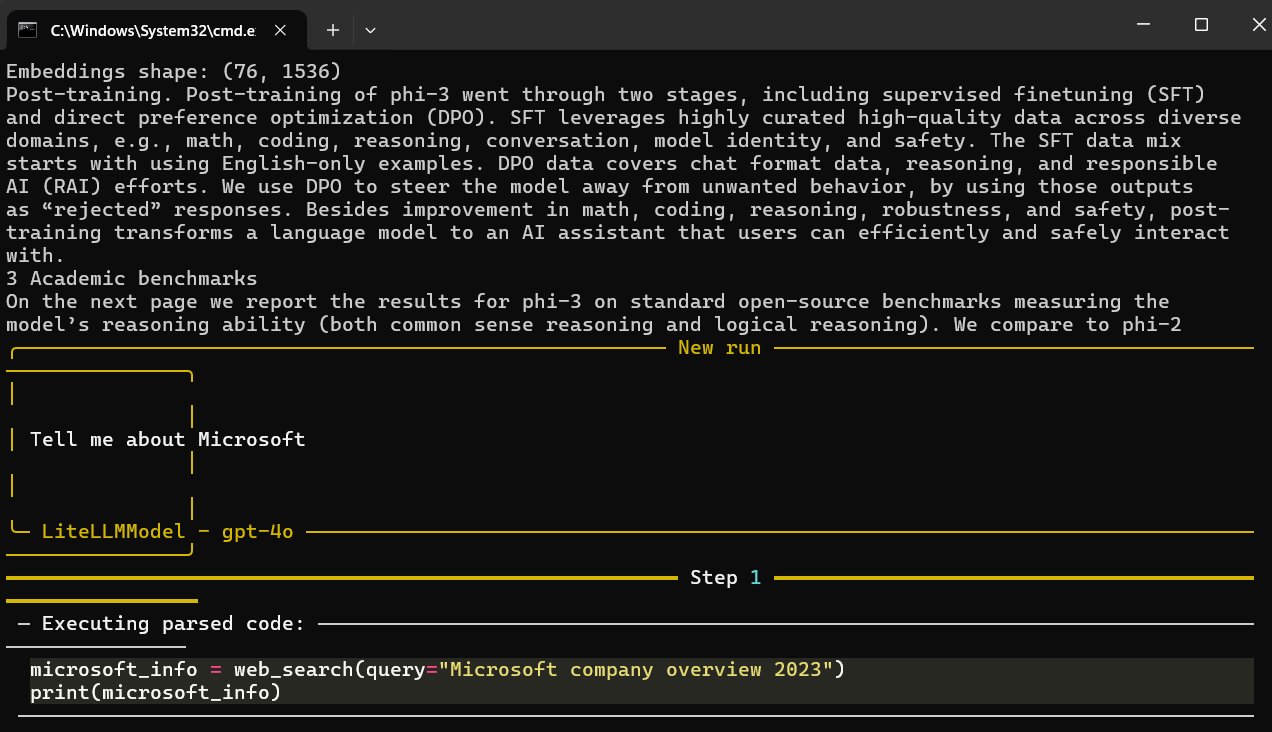 C:\Windows\System32\cmd.e
Embeddings shape: (76, 1536)
Post-training. Post-training of phi-3 went through two stages, including supervised finetuning (SFT)
and direct preference optimization (DPO). SFT leverages highly curated high-quality data across diverse
domains, e.g., math, coding, reasoning, conversation, model identity, and safety. The SFT data mix
starts with using English-only examples. DPO data covers chat format data, reasoning, and responsible
AI (RAI) efforts. We use DPO to steer the model away from unwanted behavior, by using those outputs
as “rejected” responses. Besides improvement in math, coding, reasoning, robustness, and safety, post-
training transforms a language model to an AI assistant that users can efficiently and safely interact
with.
3 Academic benchmarks
On the next page we report the results for phi-3 on standard open-source benchmarks measuring the
model’s reasoning ability (both common sense reasoning and logical reasoning). We compare to phi-2
New run
Tell me about Microsoft
LiteLLMModel - gpt-4o
Step 1
Executing parsed code:
microsoft_info = web_search(query="Microsoft company overview 2023")
print(microsoft_info)